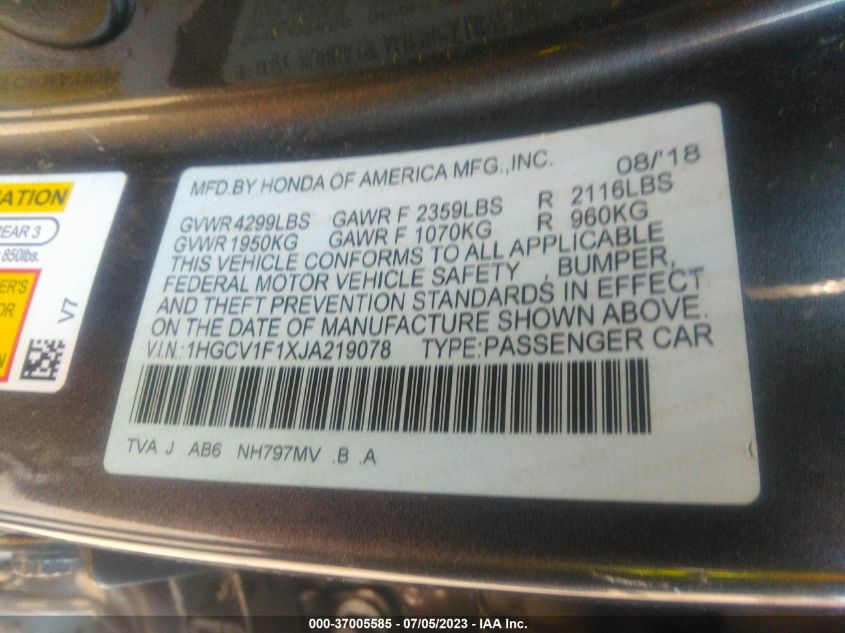 MFD.BY HONDA OF AMERICA MFG.,INC. 08/'18
GVWR 4299LBS GAWR F 2359LBS R 2116LBS
GVWR 1950KG GAWR F 1070KG R 960KG
THIS VEHICLE CONFORMS TO ALL APPLICABLE
FEDERAL MOTOR VEHICLE SAFETY , BUMPER,
AND THEFT PREVENTION STANDARDS IN EFFECT
ON THE DATE OF MANUFACTURE SHOWN ABOVE.
V.I.N.:1HGCV1F1XJA219078 TYPE:PASSENGER CAR
TVA J AB6 NH797MV .B .A
REAR 3
850lbs.
V7
000-37005585 / 07/05/2023 - IAA Inc.